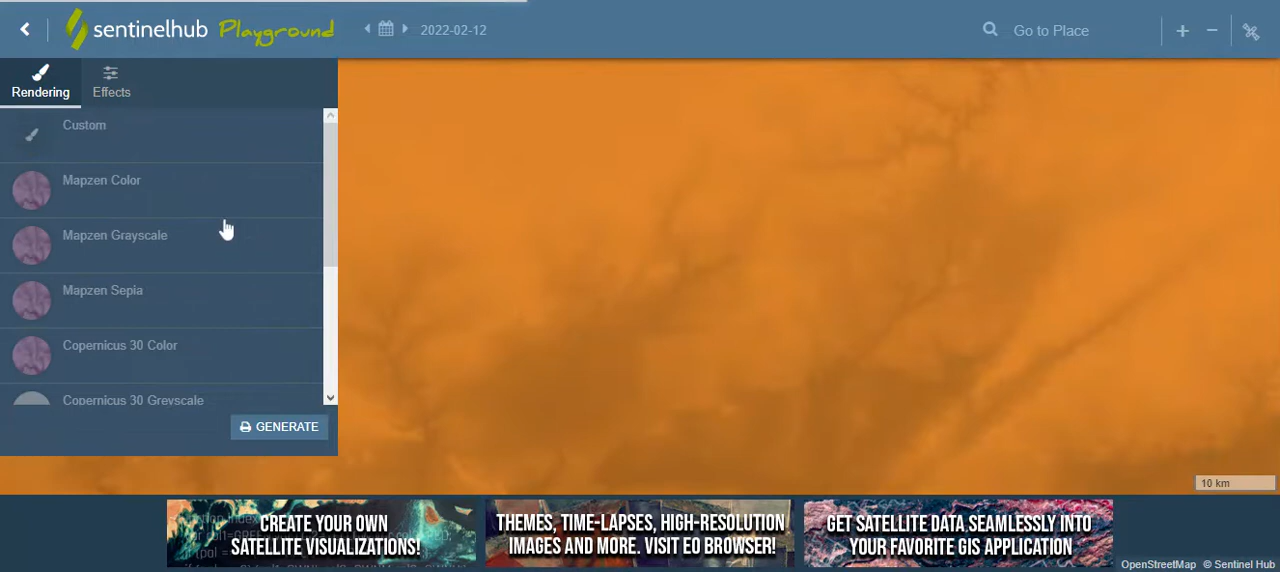 sentinelhub Playground
2022-02-12
Go to Place
Rendering
Effects
Custom
Mapzen Color
Mapzen Grayscale
Mapzen Sepia
Copernicus 30 Color
Copernicus 30 Greyscale
GENERATE
10 km
CREATE YOUR OWN
SATELLITE VISUALIZATIONS!
THEMES, TIME-LAPSES, HIGH-RESOLUTION
IMAGES AND MORE. VISIT EO BROWSER!
GET SATELLITE DATA SEAMLESSLY INTO
YOUR FAVORITE GIS APPLICATION
OpenStreetMap © Sentinel Hub